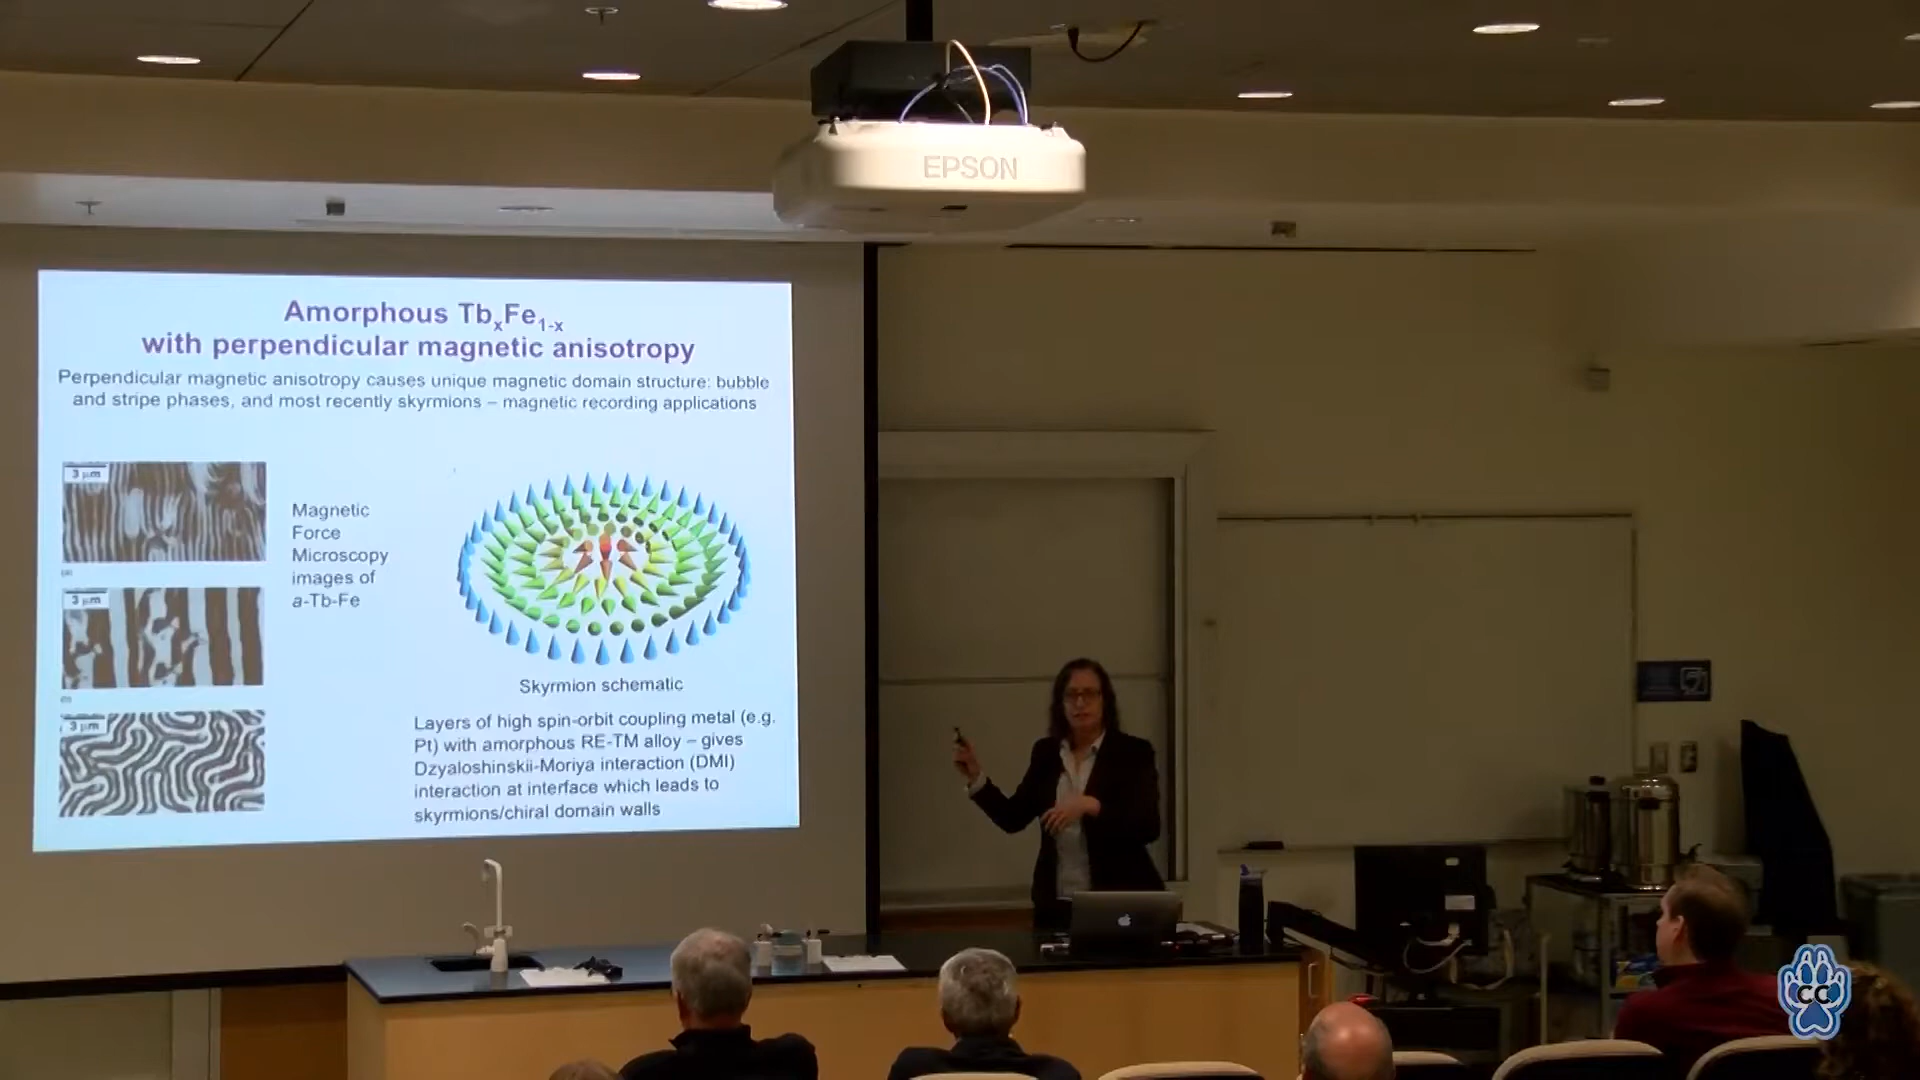 EPSON
Amorphous TbxFe1-x
with perpendicular magnetic anisotropy
Perpendicular magnetic anisotropy causes unique magnetic domain structure: bubble
and stripe phases, and most recently skyrmions – magnetic recording applications
3 μm
3 μm
3 μm
Magnetic
Force
Microscopy
images of
a-Tb-Fe
Skyrmion schematic
Layers of high spin-orbit coupling metal (e.g.
Pt) with amorphous RE-TM alloy – gives
Dzyaloshinskii-Moriya interaction (DMI)
interaction at interface which leads to
skyrmions/chiral domain walls
CC